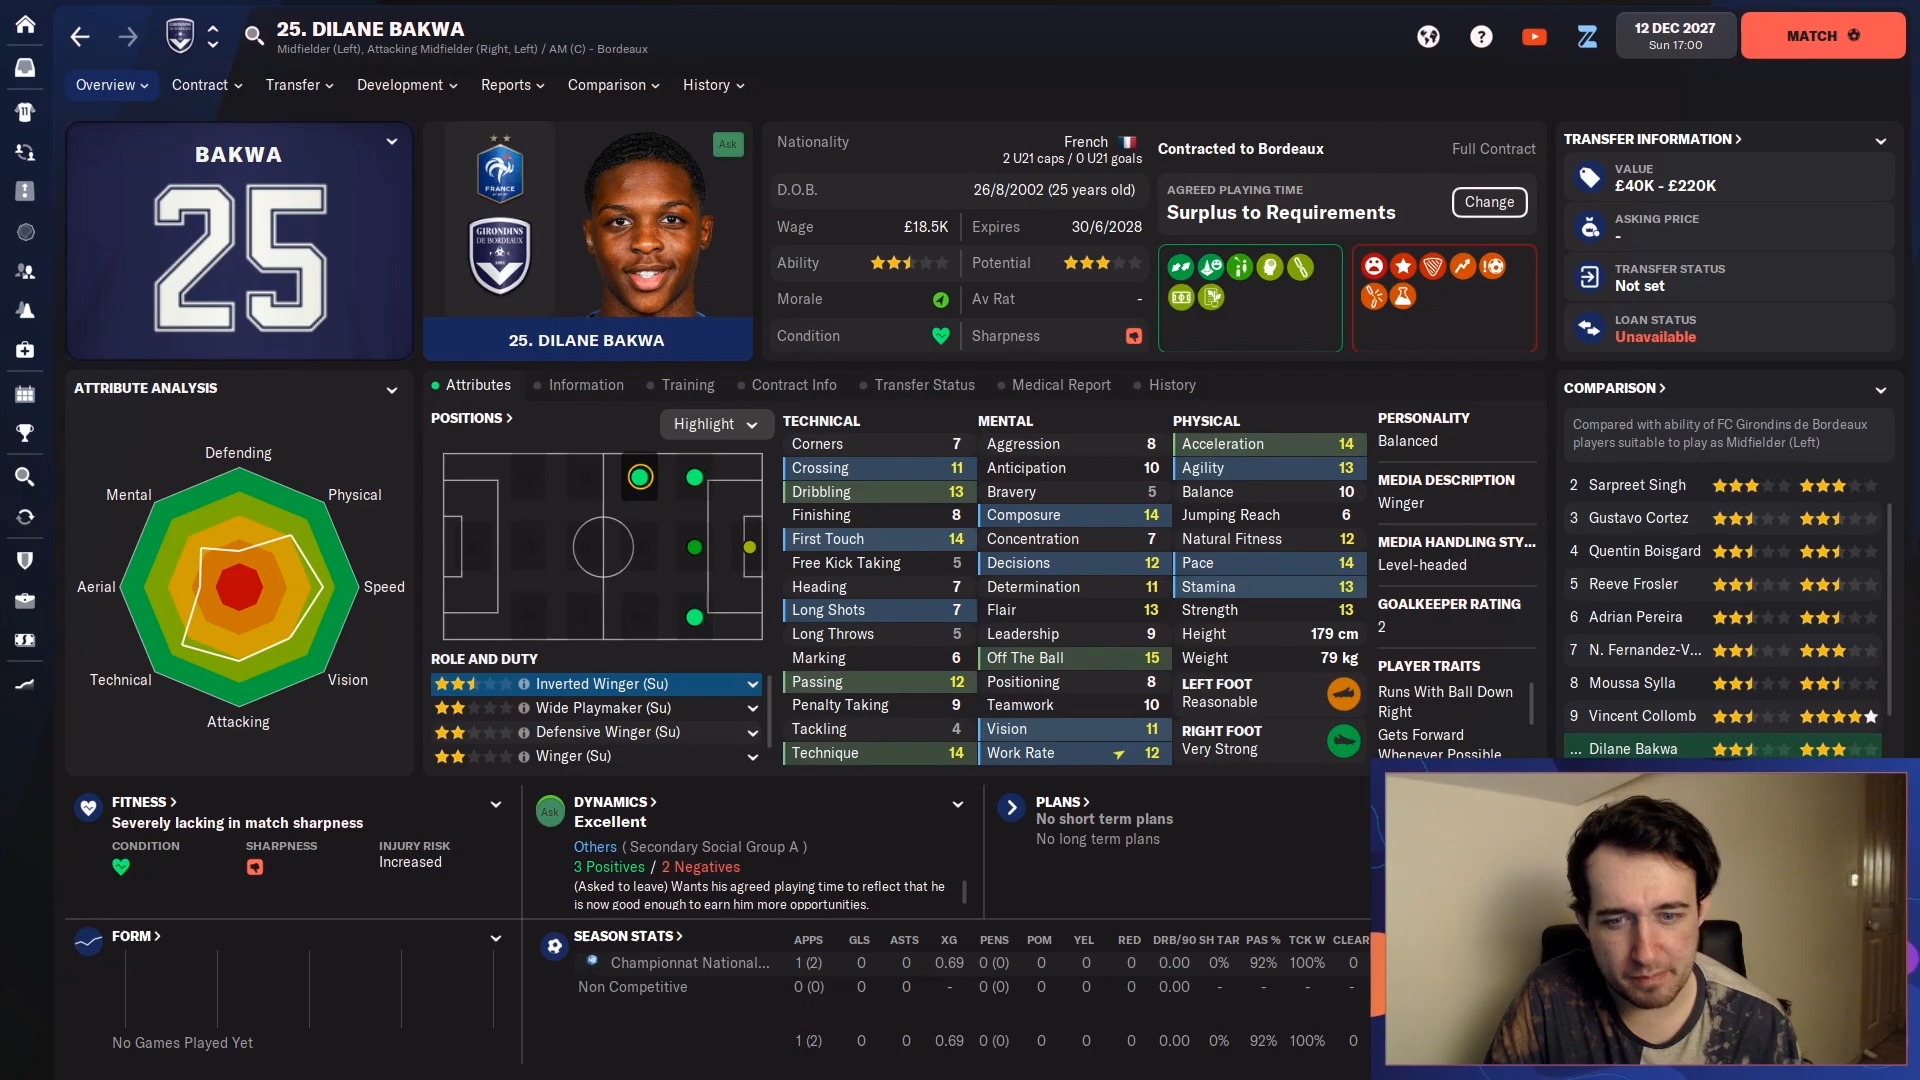 25. DILANE BAKWA
Midfielder (Left), Attacking Midfielder (Right, Left) / AM (C) - Bordeaux
12 DEC 2027
Sun 17:00
MATCH
Overview
Contract
Transfer
Development
Reports
Comparison
History
BAKWA
25
FRANCE
GIRONDINS
DE BORDEAUX
Ask
25. DILANE BAKWA
Nationality
French
2 U21 caps / 0 U21 goals
D.O.B.
26/8/2002 (25 years old)
Wage
£18.5K
Expires
30/6/2028
Ability
Potential
Morale
Av Rat
-
Condition
Sharpness
Contracted to Bordeaux
Full Contract
AGREED PLAYING TIME
Surplus to Requirements
Change
TRANSFER INFORMATION >
VALUE
£40K - £220K
ASKING PRICE
-
TRANSFER STATUS
Not set
LOAN STATUS
Unavailable
ATTRIBUTE ANALYSIS
Defending
Physical
Speed
Vision
Attacking
Technical
Aerial
Mental
Attributes
Information
Training
Contract Info
Transfer Status
Medical Report
History
POSITIONS >
Highlight
ROLE AND DUTY
Inverted Winger (Su)
Wide Playmaker (Su)
Defensive Winger (Su)
Winger (Su)
TECHNICAL
Corners 7
Crossing 11
Dribbling 13
Finishing 8
First Touch 14
Free Kick Taking 5
Heading 7
Long Shots 7
Long Throws 5
Marking 6
Passing 12
Penalty Taking 9
Tackling 4
Technique 14
MENTAL
Aggression 8
Anticipation 10
Bravery 5
Composure 14
Concentration 7
Decisions 12
Determination 11
Flair 13
Leadership 9
Off The Ball 15
Positioning 8
Teamwork 10
Vision 11
Work Rate 12
PHYSICAL
Acceleration 14
Agility 13
Balance 10
Jumping Reach 6
Natural Fitness 12
Pace 14
Stamina 13
Strength 13
Height 179 cm
Weight 79 kg
LEFT FOOT
Reasonable
RIGHT FOOT
Very Strong
PERSONALITY
Balanced
MEDIA DESCRIPTION
Winger
MEDIA HANDLING STY...
Level-headed
GOALKEEPER RATING
2
PLAYER TRAITS
Runs With Ball Down
Right
Gets Forward
Whenever Possible
COMPARISON >
Compared with ability of FC Girondins de Bordeaux
players suitable to play as Midfielder (Left)
2 Sarpreet Singh
3 Gustavo Cortez
4 Quentin Boisgard
5 Reeve Frosler
6 Adrian Pereira
7 N. Fernandez-V...
8 Moussa Sylla
9 Vincent Collomb
... Dilane Bakwa
FITNESS >
Severely lacking in match sharpness
CONDITION
SHARPNESS
INJURY RISK
Increased
Ask
DYNAMICS >
Excellent
Others ( Secondary Social Group A )
3 Positives / 2 Negatives
(Asked to leave) Wants his agreed playing time to reflect that he
is now good enough to earn him more opportunities.
PLANS >
No short term plans
No long term plans
FORM >
No Games Played Yet
SEASON STATS >
APPS GLS ASTS XG PENS POM YEL RED DRB/90 SH TAR PAS % TCK W CLEAR
Championnat National... 1 (2) 0 0 0.69 0 (0) 0 0 0 0.00 0% 92% 100% 0
Non Competitive 0 (0) 0 0 - 0 (0) 0 0 0 0.00 - - - -
1 (2) 0 0 0.69 0 (0) 0 0 0 0.00 0% 92% 100% 0